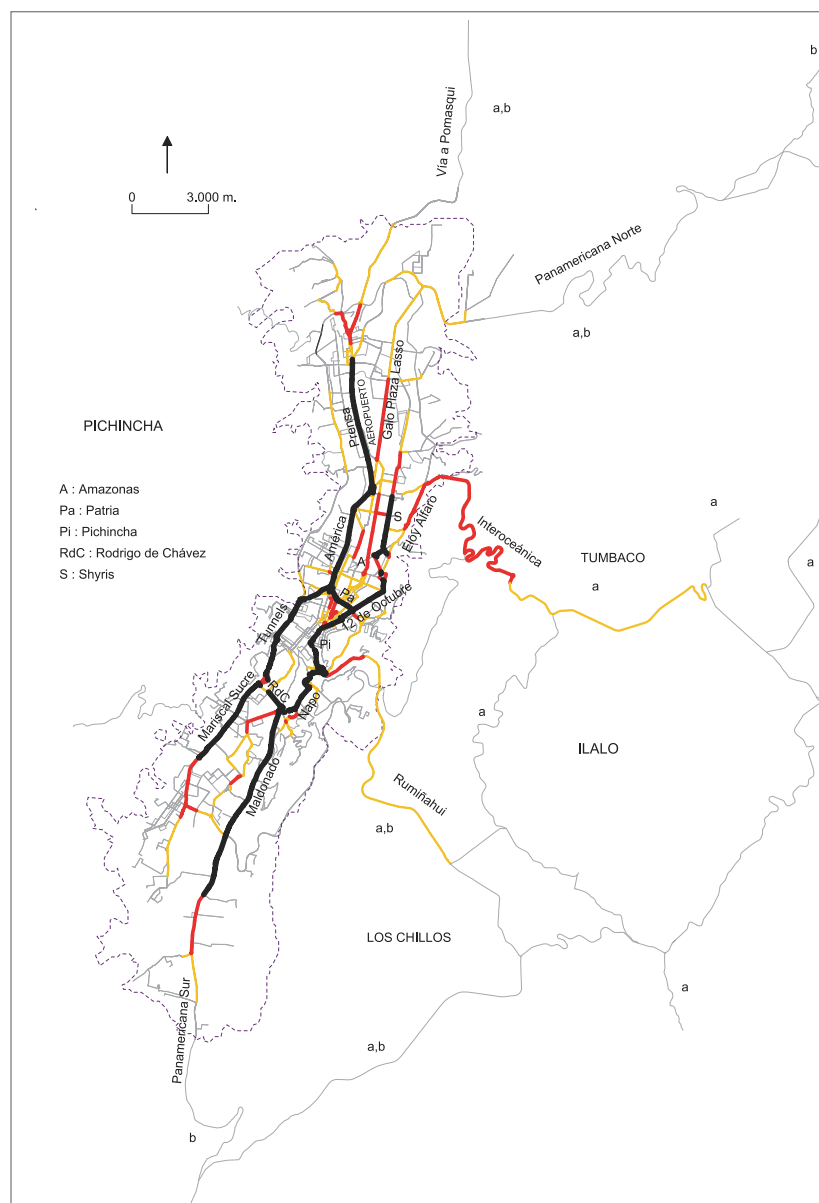 b
a,b
Vía a Pomasqui
0 3.000 m.
Panamericana Norte
a,b
Galo Plaza Lasso
AEROPUERTO
Prensa
PICHINCHA
A : Amazonas
Pa : Patria
Pi : Pichincha
RdC : Rodrigo de Chávez
S : Shyris
S
Eloy Alfaro
a
Interoceánica
TUMBACO
a
a
América
A
Pa
12 de Octubre
Tunnels
Pi
RdC
Napo
Mariscal Sucre
a
ILALO
Maldonado
Rumiñahui
a,b
LOS CHILLOS
a
Panamericana Sur
a,b
b